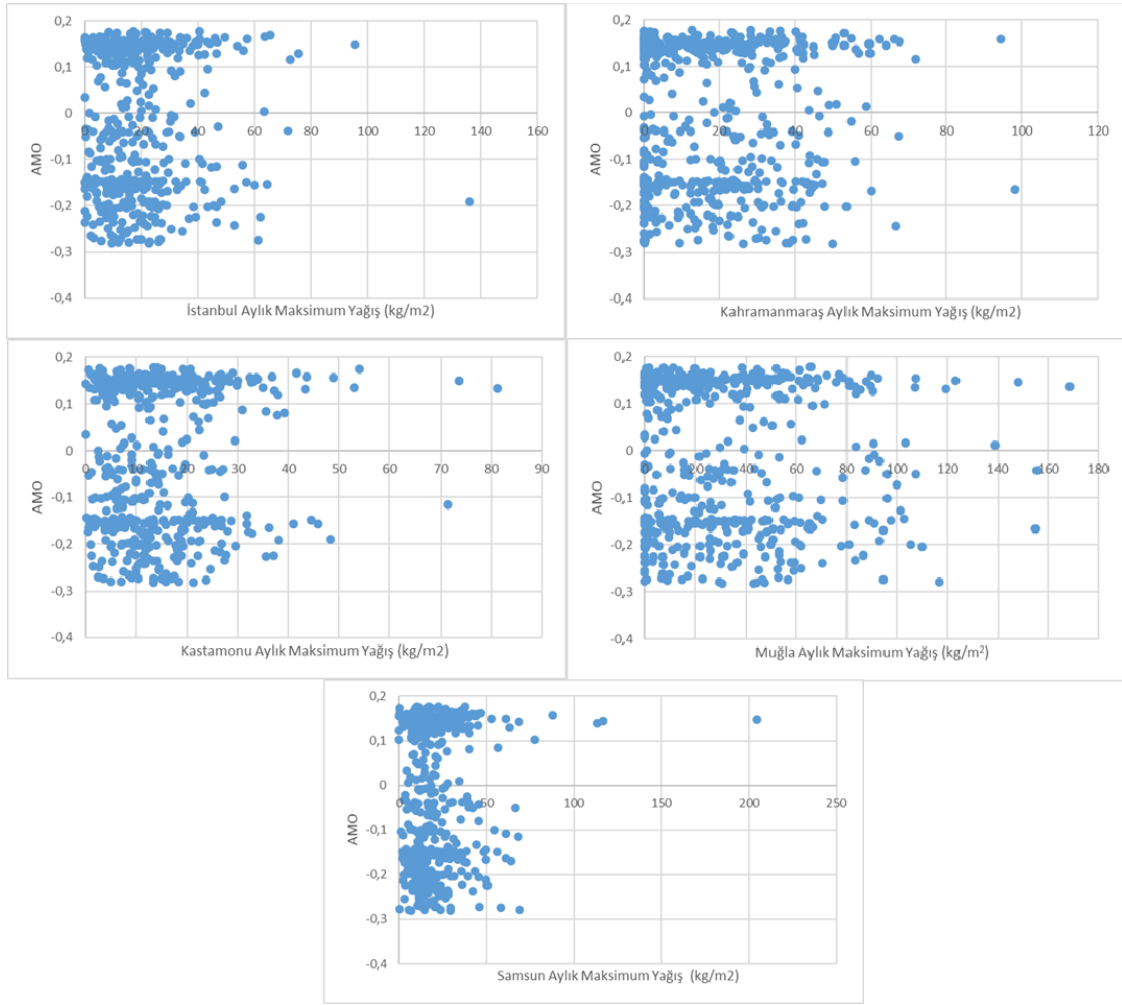 0,2
0,1
0
-0,1
-0,2
-0,3
-0,4
0 20 40 60 80 100 120 140 160
AMO
İstanbul Aylık Maksimum Yağış (kg/m2)
0,2
0,1
0
-0,1
-0,2
-0,3
-0,4
0 20 40 60 80 100 120
AMO
Kahramanmaraş Aylık Maksimum Yağış (kg/m2)
0,2
0,1
0
-0,1
-0,2
-0,3
-0,4
0 10 20 30 40 50 60 70 80 90
AMO
Kastamonu Aylık Maksimum Yağış (kg/m2)
0,2
0,1
0
-0,1
-0,2
-0,3
-0,4
0 20 40 60 80 100 120 140 160 180
AMO
Muğla Aylık Maksimum Yağış (kg/m²)
0,2
0,1
0
-0,1
-0,2
-0,3
-0,4
0 50 100 150 200 250
AMO
Samsun Aylık Maksimum Yağış (kg/m2)